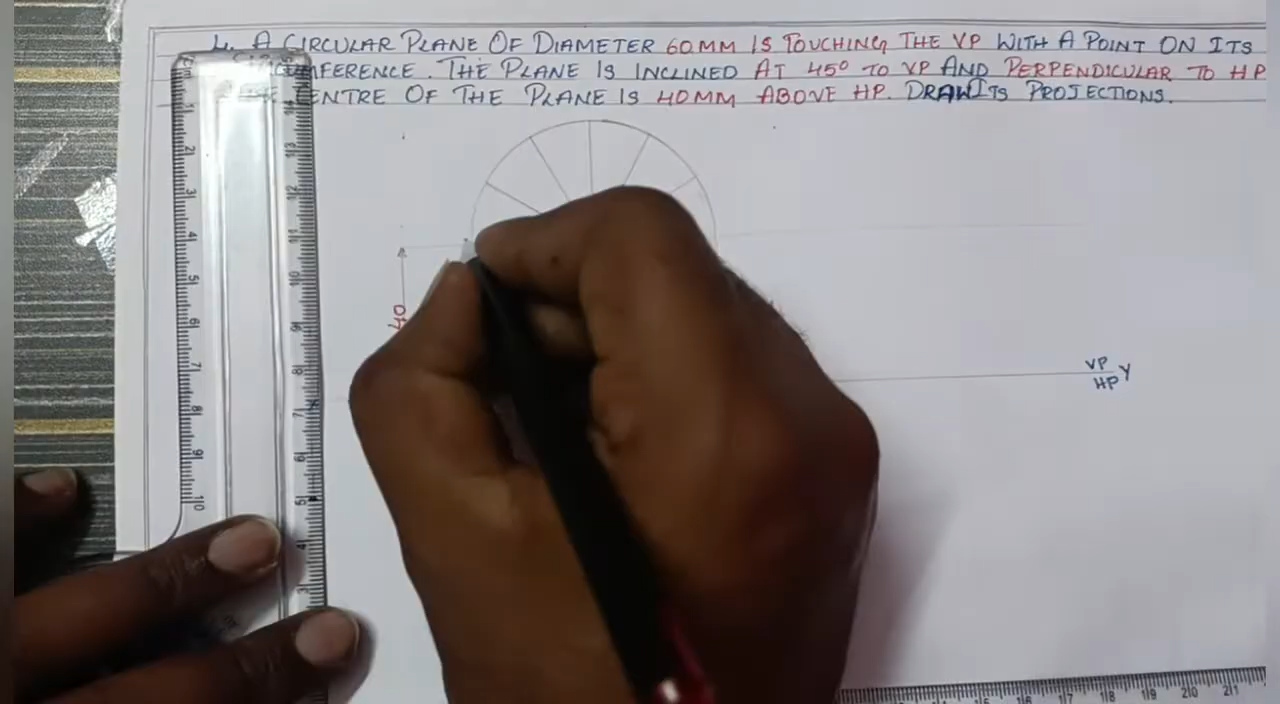 4. A CIRCULAR PLANE OF DIAMETER 60MM IS TOUCHING THE VP WITH A POINT ON ITS
THE PLANE IS INCLINED AT 45° TO VP AND PERPENDICULAR TO HP
OF THE PLANE IS 40MM ABOVE HP. DRAW ITS PROJECTIONS.
40
VP
HP Y